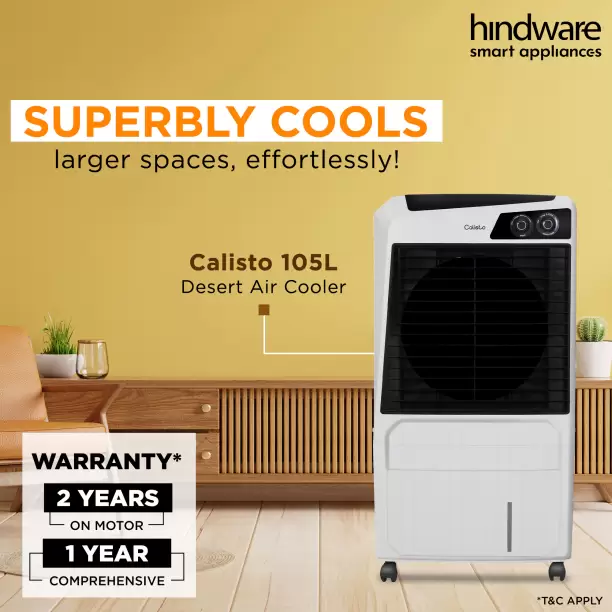 hindware
smart appliances
SUPERBLY COOLS
larger spaces, effortlessly!
Calisto
Calisto 105L
Desert Air Cooler
WARRANTY*
2 YEARS
ON MOTOR
1 YEAR
COMPREHENSIVE
*T&C APPLY